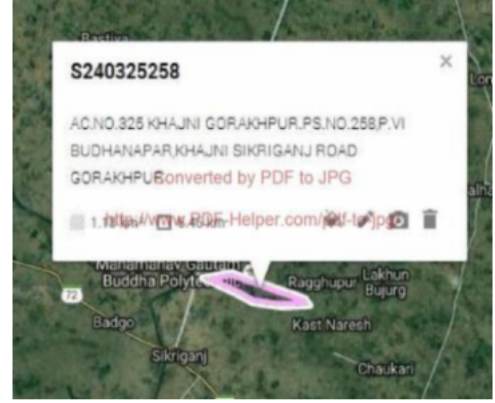 Bastiya
S240325258
AC.NO.325 KHAJNI GORAKHPUR.PS.NO.258,P.VI
BUDHANAPAR,KHAJNI SIKRIGANJ ROAD
GORAKHPUR
Converted by PDF to JPG
http://www.PDF-Helper.com/pdf-to-jpg
Mahamanav Gautam
Buddha Polyte
Ragghupur
Lakhun
Bujurg
72
Badgo
Kast Naresh
Sikriganj
Chaukari